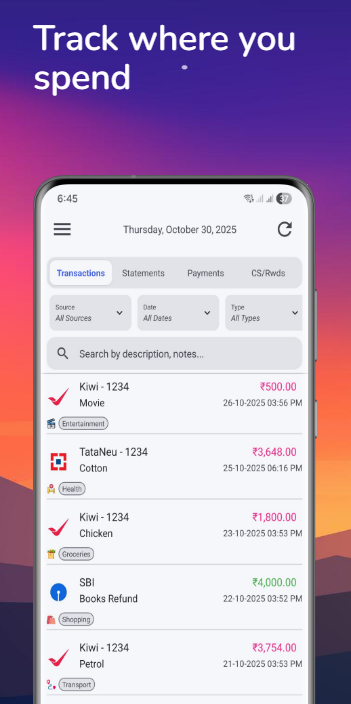 Track where you
spend
6:45
37
Thursday, October 30, 2025
Transactions Statements Payments CS/Rwds
Source Date Type
All Sources All Dates All Types
Search by description, notes...
Kiwi - 1234 ₹500.00
Movie 26-10-2025 03:56 PM
Entertainment
TataNeu - 1234 ₹3,648.00
Cotton 25-10-2025 06:16 PM
Health
Kiwi - 1234 ₹1,800.00
Chicken 23-10-2025 03:53 PM
Groceries
SBI ₹4,000.00
Books Refund 22-10-2025 03:52 PM
Shopping
Kiwi - 1234 ₹3,754.00
Petrol 21-10-2025 03:53 PM
Transport